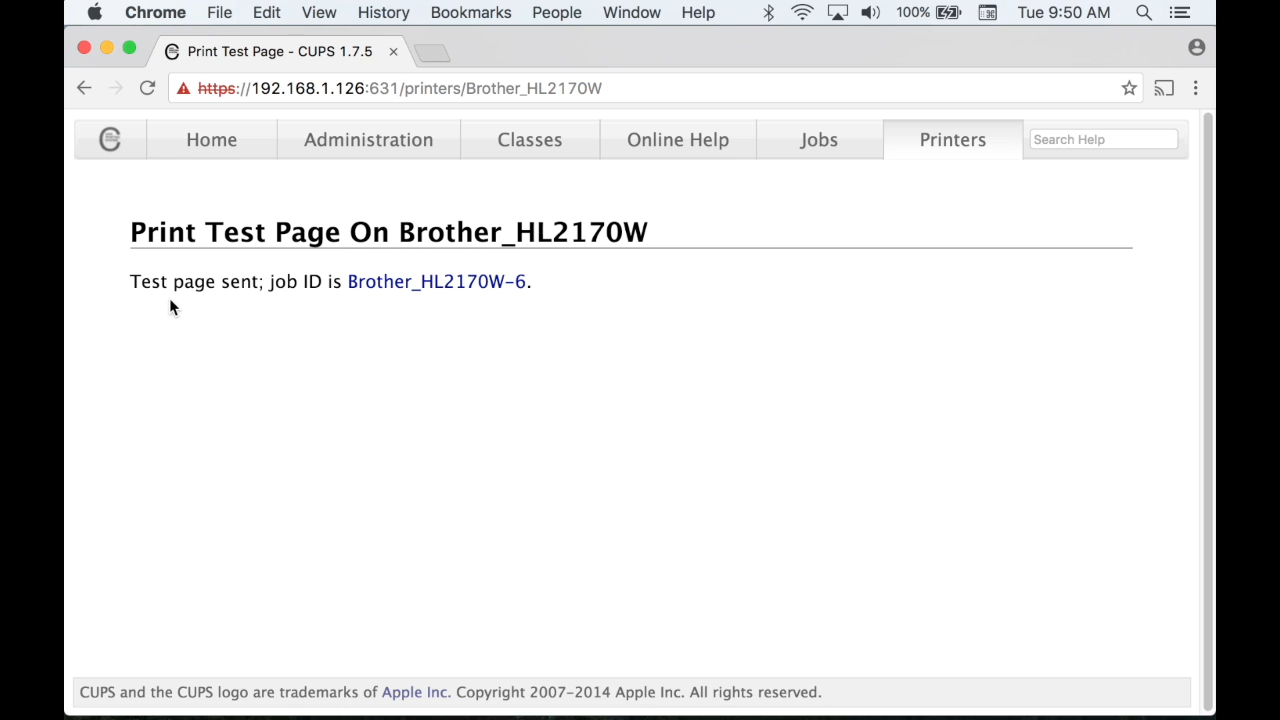 Chrome File Edit View History Bookmarks People Window Help 100% Tue 9:50 AM
Print Test Page - CUPS 1.7.5
https://192.168.1.126:631/printers/Brother_HL2170W
Home Administration Classes Online Help Jobs Printers Search Help
Print Test Page On Brother_HL2170W
Test page sent; job ID is Brother_HL2170W-6.
CUPS and the CUPS logo are trademarks of Apple Inc. Copyright 2007-2014 Apple Inc. All rights reserved.